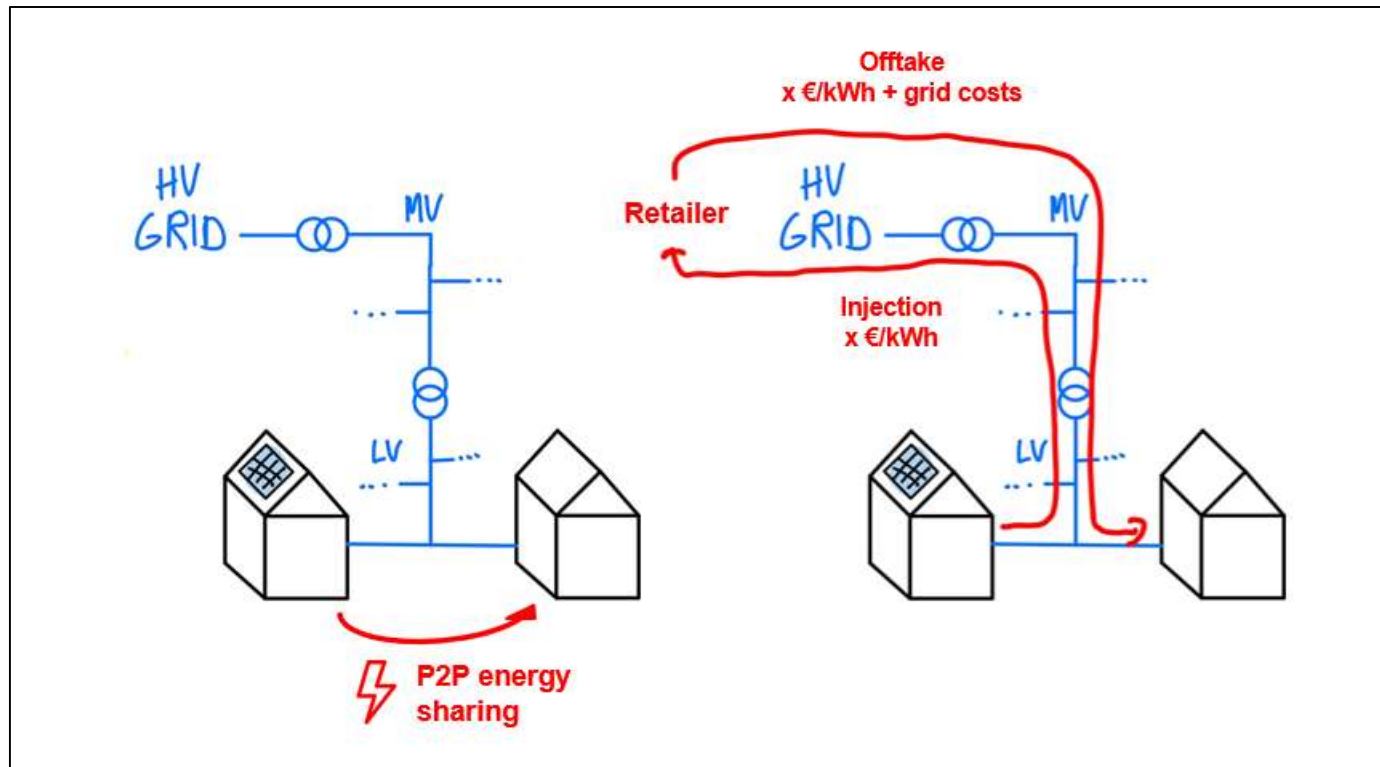 HV
GRID
MV
...
...
LV
...
...
P2P energy
sharing
Offtake
x €/kWh + grid costs
Retailer
HV
GRID
MV
...
...
Injection
x €/kWh
LV
...
...